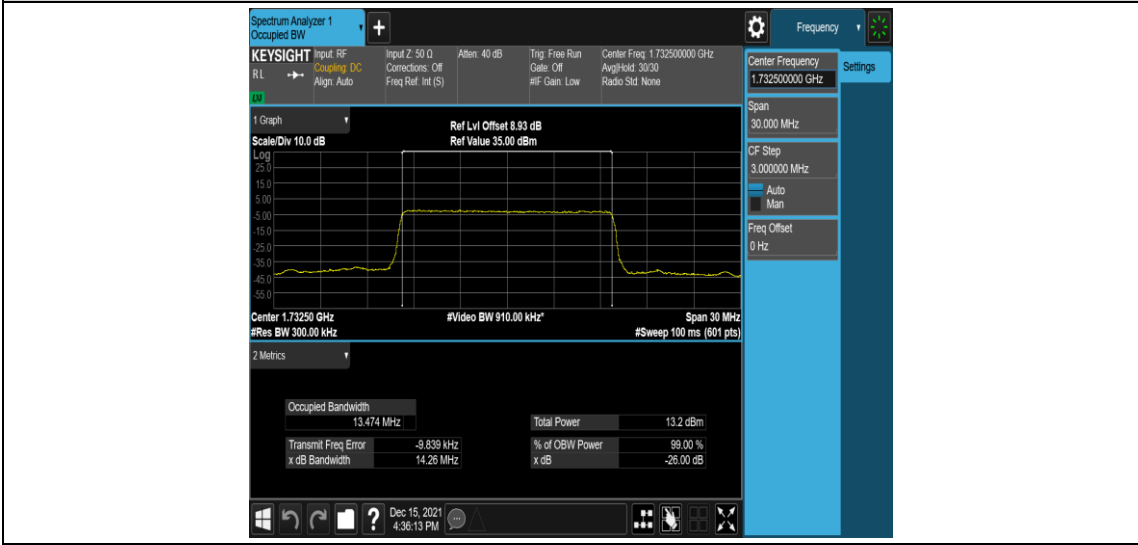 Spectrum Analyzer 1
Occupied BW
+
Frequency
KEYSIGHT Input: RF Input Z: 50 Ω Atten: 40 dB Trig: Free Run Center Freq: 1.732500000 GHz
RL Coupling: DC Corrections: Off Gate: Off Avg|Hold: 30/30
Align: Auto Freq Ref: Int (S) #IF Gain: Low Radio Std: None
LM
Center Frequency
1.732500000 GHz
Settings
Span
30.000 MHz
CF Step
3.000000 MHz
Auto
Man
Freq Offset
0 Hz
1 Graph
Ref Lvl Offset 8.93 dB
Scale/Div 10.0 dB Ref Value 35.00 dBm
Log
25.0
15.0
5.00
-5.00
-15.0
-25.0
-35.0
-45.0
-55.0
Center 1.73250 GHz #Video BW 910.00 kHz* Span 30 MHz
#Res BW 300.00 kHz #Sweep 100 ms (601 pts)
2 Metrics
Occupied Bandwidth
13.474 MHz Total Power 13.2 dBm
Transmit Freq Error -9.839 kHz % of OBW Power 99.00 %
x dB Bandwidth 14.26 MHz x dB -26.00 dB
? Dec 15, 2021
4:36:13 PM